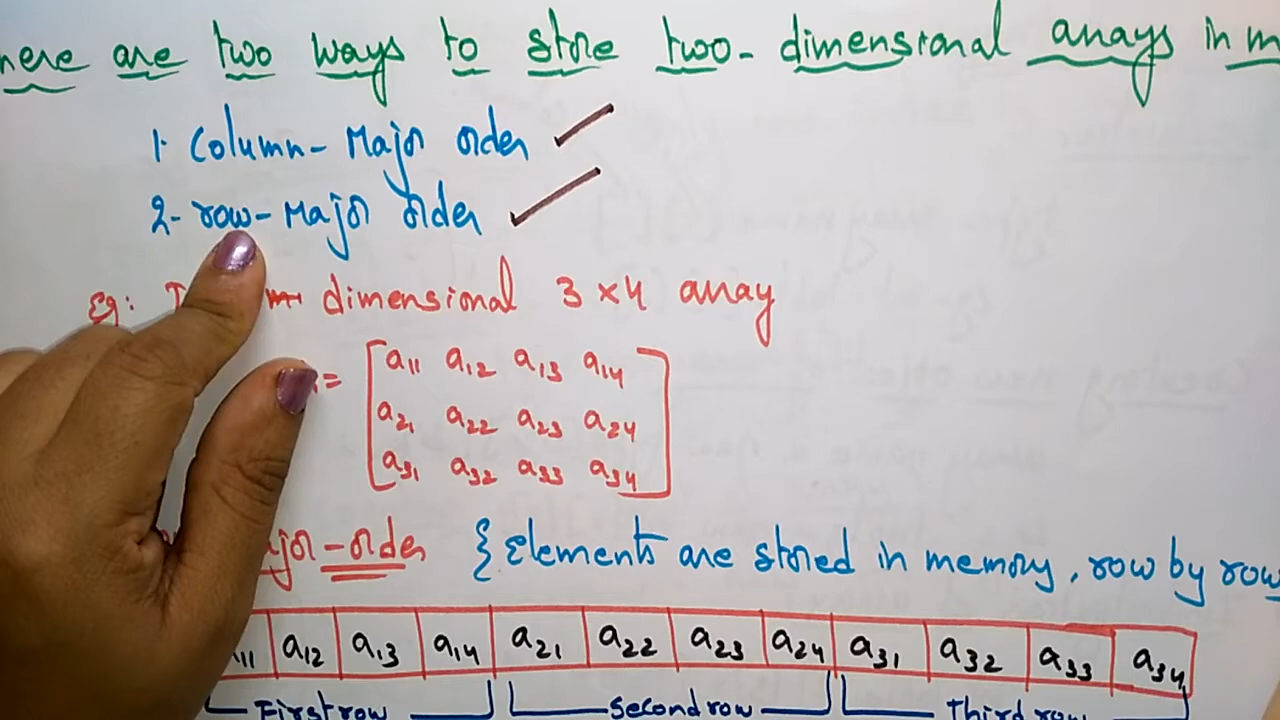 here are two ways to store two-dimensional arrays in m
1. Column-Major order
2- row-Major order
Eg: dimensional 3 x 4 array
= a11 a12 a13 a14
a21 a22 a23 a24
a31 a32 a33 a34
ajor-order { Elements are stored in memory, row by row
a11 a12 a13 a14 a21 a22 a23 a24 a31 a32 a33 a34
First row Second row Third row